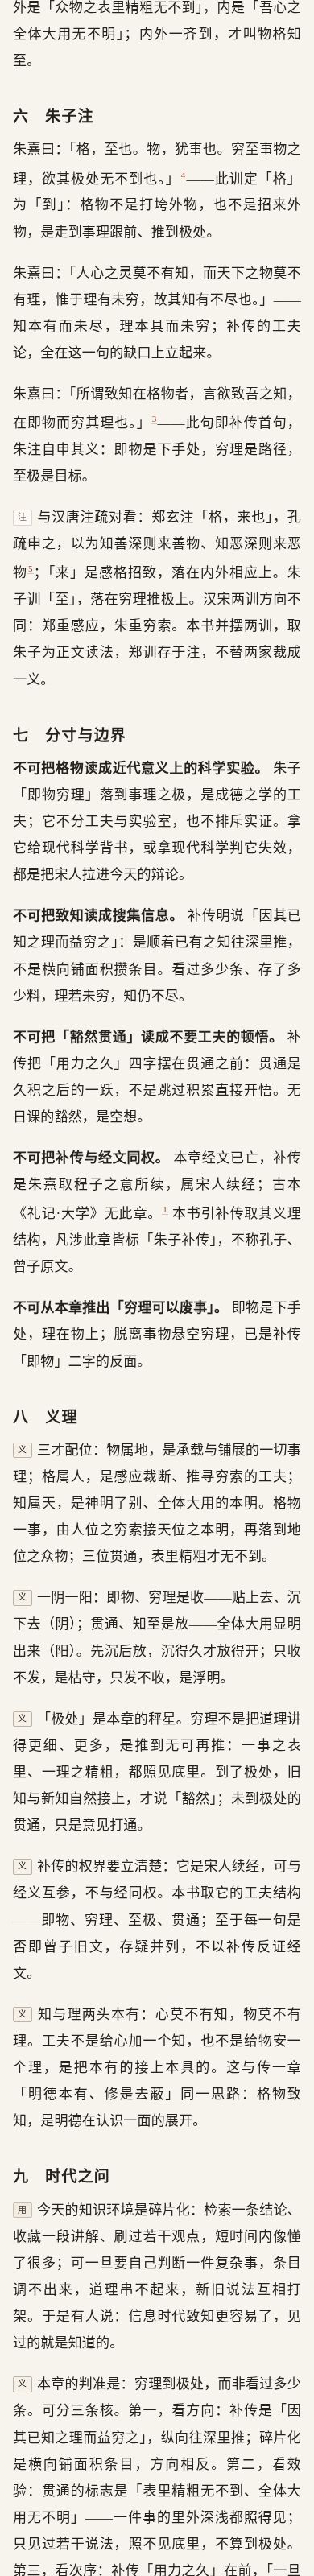 外是「众物之表里精粗无不到」，内是「吾心之
全体大用无不明」；内外一齐到，才叫物格知
至。
六 朱子注
朱熹曰：「格，至也。物，犹事也。穷至事物之
理，欲其极处无不到也。」4——此训定「格」
为「到」：格物不是打垮外物，也不是招来外
物，是走到事理跟前、推到极处。
朱熹曰：「人心之灵莫不有知，而天下之物莫不
有理，惟于理有未穷，故其知有不尽也。」——
知本有而未尽，理本具而未穷；补传的工夫
论，全在这一句的缺口上立起来。
朱熹曰：「所谓致知在格物者，言欲致吾之知，
在即物而穷其理也。」3——此句即补传首句，
朱注自申其义：即物是下手处，穷理是路径，
至极是目标。
注 与汉唐注疏对看：郑玄注「格，来也」，孔
疏申之，以为知善深则来善物、知恶深则来恶
物5；「来」是感格招致，落在内外相应上。朱
子训「至」，落在穷理推极上。汉宋两训方向不
同：郑重感应，朱重穷索。本书并摆两训，取
朱子为正文读法，郑训存于注，不替两家裁成
一义。
七 分寸与边界
不可把格物读成近代意义上的科学实验。 朱子
「即物穷理」落到事理之极，是成德之学的工
夫；它不分工夫与实验室，也不排斥实证。拿
它给现代科学背书，或拿现代科学判它失效，
都是把宋人拉进今天的辩论。
不可把致知读成搜集信息。 补传明说「因其已
知之理而益穷之」：是顺着已有之知往深里推，
不是横向铺面积攒条目。看过多少条、存了多
少料，理若未穷，知仍不尽。
不可把「豁然贯通」读成不要工夫的顿悟。 补
传把「用力之久」四字摆在贯通之前：贯通是
久积之后的一跃，不是跳过积累直接开悟。无
日课的豁然，是空想。
不可把补传与经文同权。 本章经文已亡，补传
是朱熹取程子之意所续，属宋人续经；古本
《礼记·大学》无此章。1 本书引补传取其义理
结构，凡涉此章皆标「朱子补传」，不称孔子、
曾子原文。
不可从本章推出「穷理可以废事」。 即物是下手
处，理在物上；脱离事物悬空穷理，已是补传
「即物」二字的反面。
八 义理
义 三才配位：物属地，是承载与铺展的一切事
理；格属人，是感应裁断、推寻穷索的工夫；
知属天，是神明了别、全体大用的本明。格物
一事，由人位之穷索接天位之本明，再落到地
位之众物；三位贯通，表里精粗才无不到。
义 一阴一阳：即物、穷理是收——贴上去、沉
下去（阴）；贯通、知至是放——全体大用显明
出来（阳）。先沉后放，沉得久才放得开；只收
不发，是枯守，只发不收，是浮明。
义 「极处」是本章的秤星。穷理不是把道理讲
得更细、更多，是推到无可再推：一事之表
里、一理之精粗，都照见底里。到了极处，旧
知与新知自然接上，才说「豁然」；未到极处的
贯通，只是意见打通。
义 补传的权界要立清楚：它是宋人续经，可与
经义互参，不与经同权。本书取它的工夫结构
——即物、穷理、至极、贯通；至于每一句是
否即曾子旧文，存疑并列，不以补传反证经
文。
义 知与理两头本有：心莫不有知，物莫不有
理。工夫不是给心加一个知，也不是给物安一
个理，是把本有的接上本具的。这与传一章
「明德本有、修是去蔽」同一思路：格物致
知，是明德在认识一面的展开。
九 时代之问
用 今天的知识环境是碎片化：检索一条结论、
收藏一段讲解、刷过若干观点，短时间内像懂
了很多；可一旦要自己判断一件复杂事，条目
调不出来，道理串不起来，新旧说法互相打
架。于是有人说：信息时代致知更容易了，见
过的就是知道的。
义 本章的判准是：穷理到极处，而非看过多少
条。可分三条核。第一，看方向：补传是「因
其已知之理而益穷之」，纵向往深里推；碎片化
是横向铺面积条目，方向相反。第二，看效
验：贯通的标志是「表里精粗无不到、全体大
用无不明」——一件事的里外深浅都照得见；
只见过若干说法，照不见底里，不算到极处。
第三，看次序：补传「用力之久」在前，「一旦